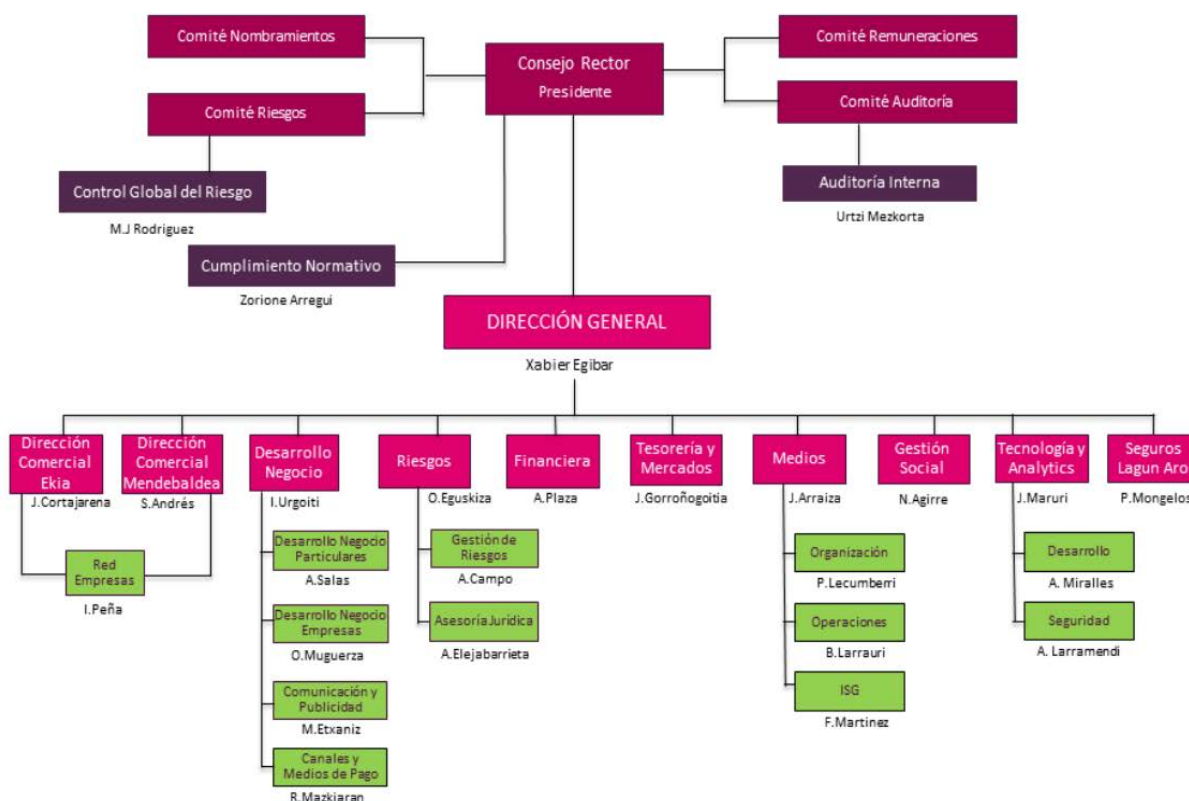 Comité Nombramientos
Comité Remuneraciones
Consejo Rector
Presidente
Comité Riesgos
Comité Auditoría
Control Global del Riesgo
M.J Rodriguez
Auditoría Interna
Urtzi Mezkorta
Cumplimiento Normativo
Zorione Arregui
DIRECCIÓN GENERAL
Xabier Egibar
Dirección
Comercial
Ekia
J.Cortajarena
Dirección
Comercial
Mendebaldea
S.Andrés
Desarrollo
Negocio
I.Urgoiti
Riesgos
O.Eguskiza
Financiera
A.Plaza
Tesorería y
Mercados
J.Gorroñogoitia
Medios
J.Arraiza
Gestión
Social
N.Agirre
Tecnología y
Analytics
J.Maruri
Seguros
Lagun Aro
P.Mongelos
Red
Empresas
I.Peña
Desarrollo Negocio
Particulares
A.Salas
Desarrollo Negocio
Empresas
O.Muguerza
Comunicación y
Publicidad
M.Etxaniz
Canales y
Medios de Pago
R.Mazkiaran
Gestión de
Riesgos
A.Campo
Asesoría Jurídica
A.Elejabarrieta
Organización
P.Lecumberri
Operaciones
B.Larrauri
ISG
F.Martinez
Desarrollo
A. Miralles
Seguridad
A. Larramendi